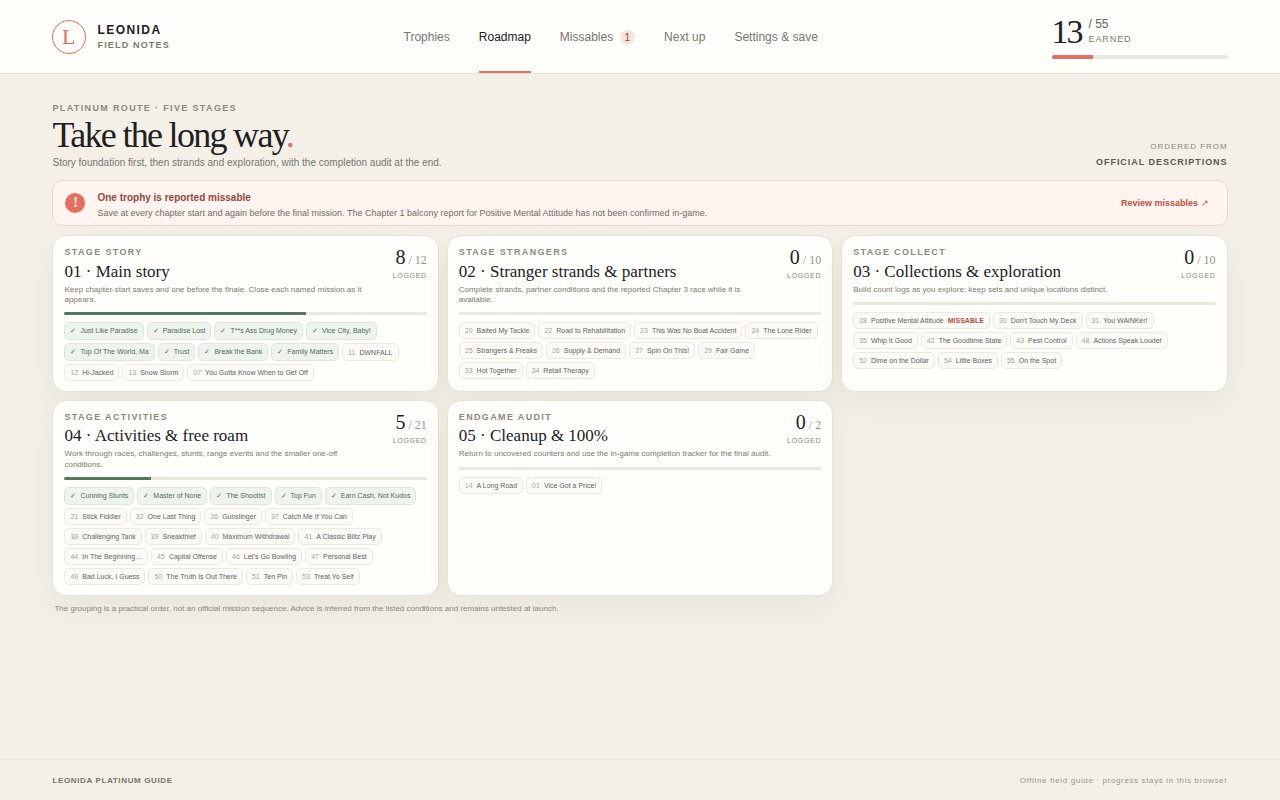 L
LEONIDA
FIELD NOTES
Trophies
Roadmap
Missables 1
Next up
Settings & save
13 / 55
EARNED
PLATINUM ROUTE · FIVE STAGES
Take the long way.
Story foundation first, then strands and exploration, with the completion audit at the end.
ORDERED FROM
OFFICIAL DESCRIPTIONS
!
One trophy is reported missable
Save at every chapter start and again before the final mission. The Chapter 1 balcony report for Positive Mental Attitude has not been confirmed in-game.
Review missables ↗
STAGE STORY
01 · Main story
8 / 12
LOGGED
Keep chapter-start saves and one before the finale. Close each named mission as it
appears.
✓ Just Like Paradise ✓ Paradise Lost ✓ T**s Ass Drug Money ✓ Vice City, Baby!
✓ Top Of The World, Ma ✓ Trust ✓ Break the Bank ✓ Family Matters 11 DWNFALL
12 Hi-Jacked 13 Snow Storm 07 You Gotta Know When to Get Off
STAGE STRANGERS
02 · Stranger strands & partners
0 / 10
LOGGED
Complete strands, partner conditions and the reported Chapter 3 race while it is
available.
20 Baited My Tackle 22 Road to Rehabilitation 23 This Was No Boat Accident 24 The Lone Rider
25 Strangers & Freaks 26 Supply & Demand 27 Spin On This! 29 Fair Game
33 Hot Together 34 Retail Therapy
STAGE COLLECT
03 · Collections & exploration
0 / 10
LOGGED
Build count logs as you explore; keep sets and unique locations distinct.
28 Positive Mental Attitude MISSABLE 30 Don't Touch My Deck 31 You WAiNKer!
35 Whip It Good 42 The Goodtime State 43 Pest Control 48 Actions Speak Louder
52 Dime on the Dollar 54 Little Boxes 55 On the Spot
STAGE ACTIVITIES
04 · Activities & free roam
5 / 21
LOGGED
Work through races, challenges, stunts, range events and the smaller one-off
conditions.
✓ Cunning Stunts ✓ Master of None ✓ The Shootist ✓ Top Fun ✓ Earn Cash, Not Kudos
21 Stick Fiddler 32 One Last Thing 36 Gunslinger 37 Catch Me If You Can
38 Challenging Tank 39 Sneakthief 40 Maximum Withdrawal 41 A Classic Blitz Play
44 In The Beginning... 45 Capital Offense 46 Let's Go Bowling 47 Personal Best
49 Bad Luck, I Guess 50 The Truth Is Out There 51 Ten Pin 53 Treat Yo Self
ENDGAME AUDIT
05 · Cleanup & 100%
0 / 2
LOGGED
Return to uncovered counters and use the in-game completion tracker for the final audit.
14 A Long Road 01 Vice Got a Price!
The grouping is a practical order, not an official mission sequence. Advice is inferred from the listed conditions and remains untested at launch.
LEONIDA PLATINUM GUIDE
Offline field guide · progress stays in this browser